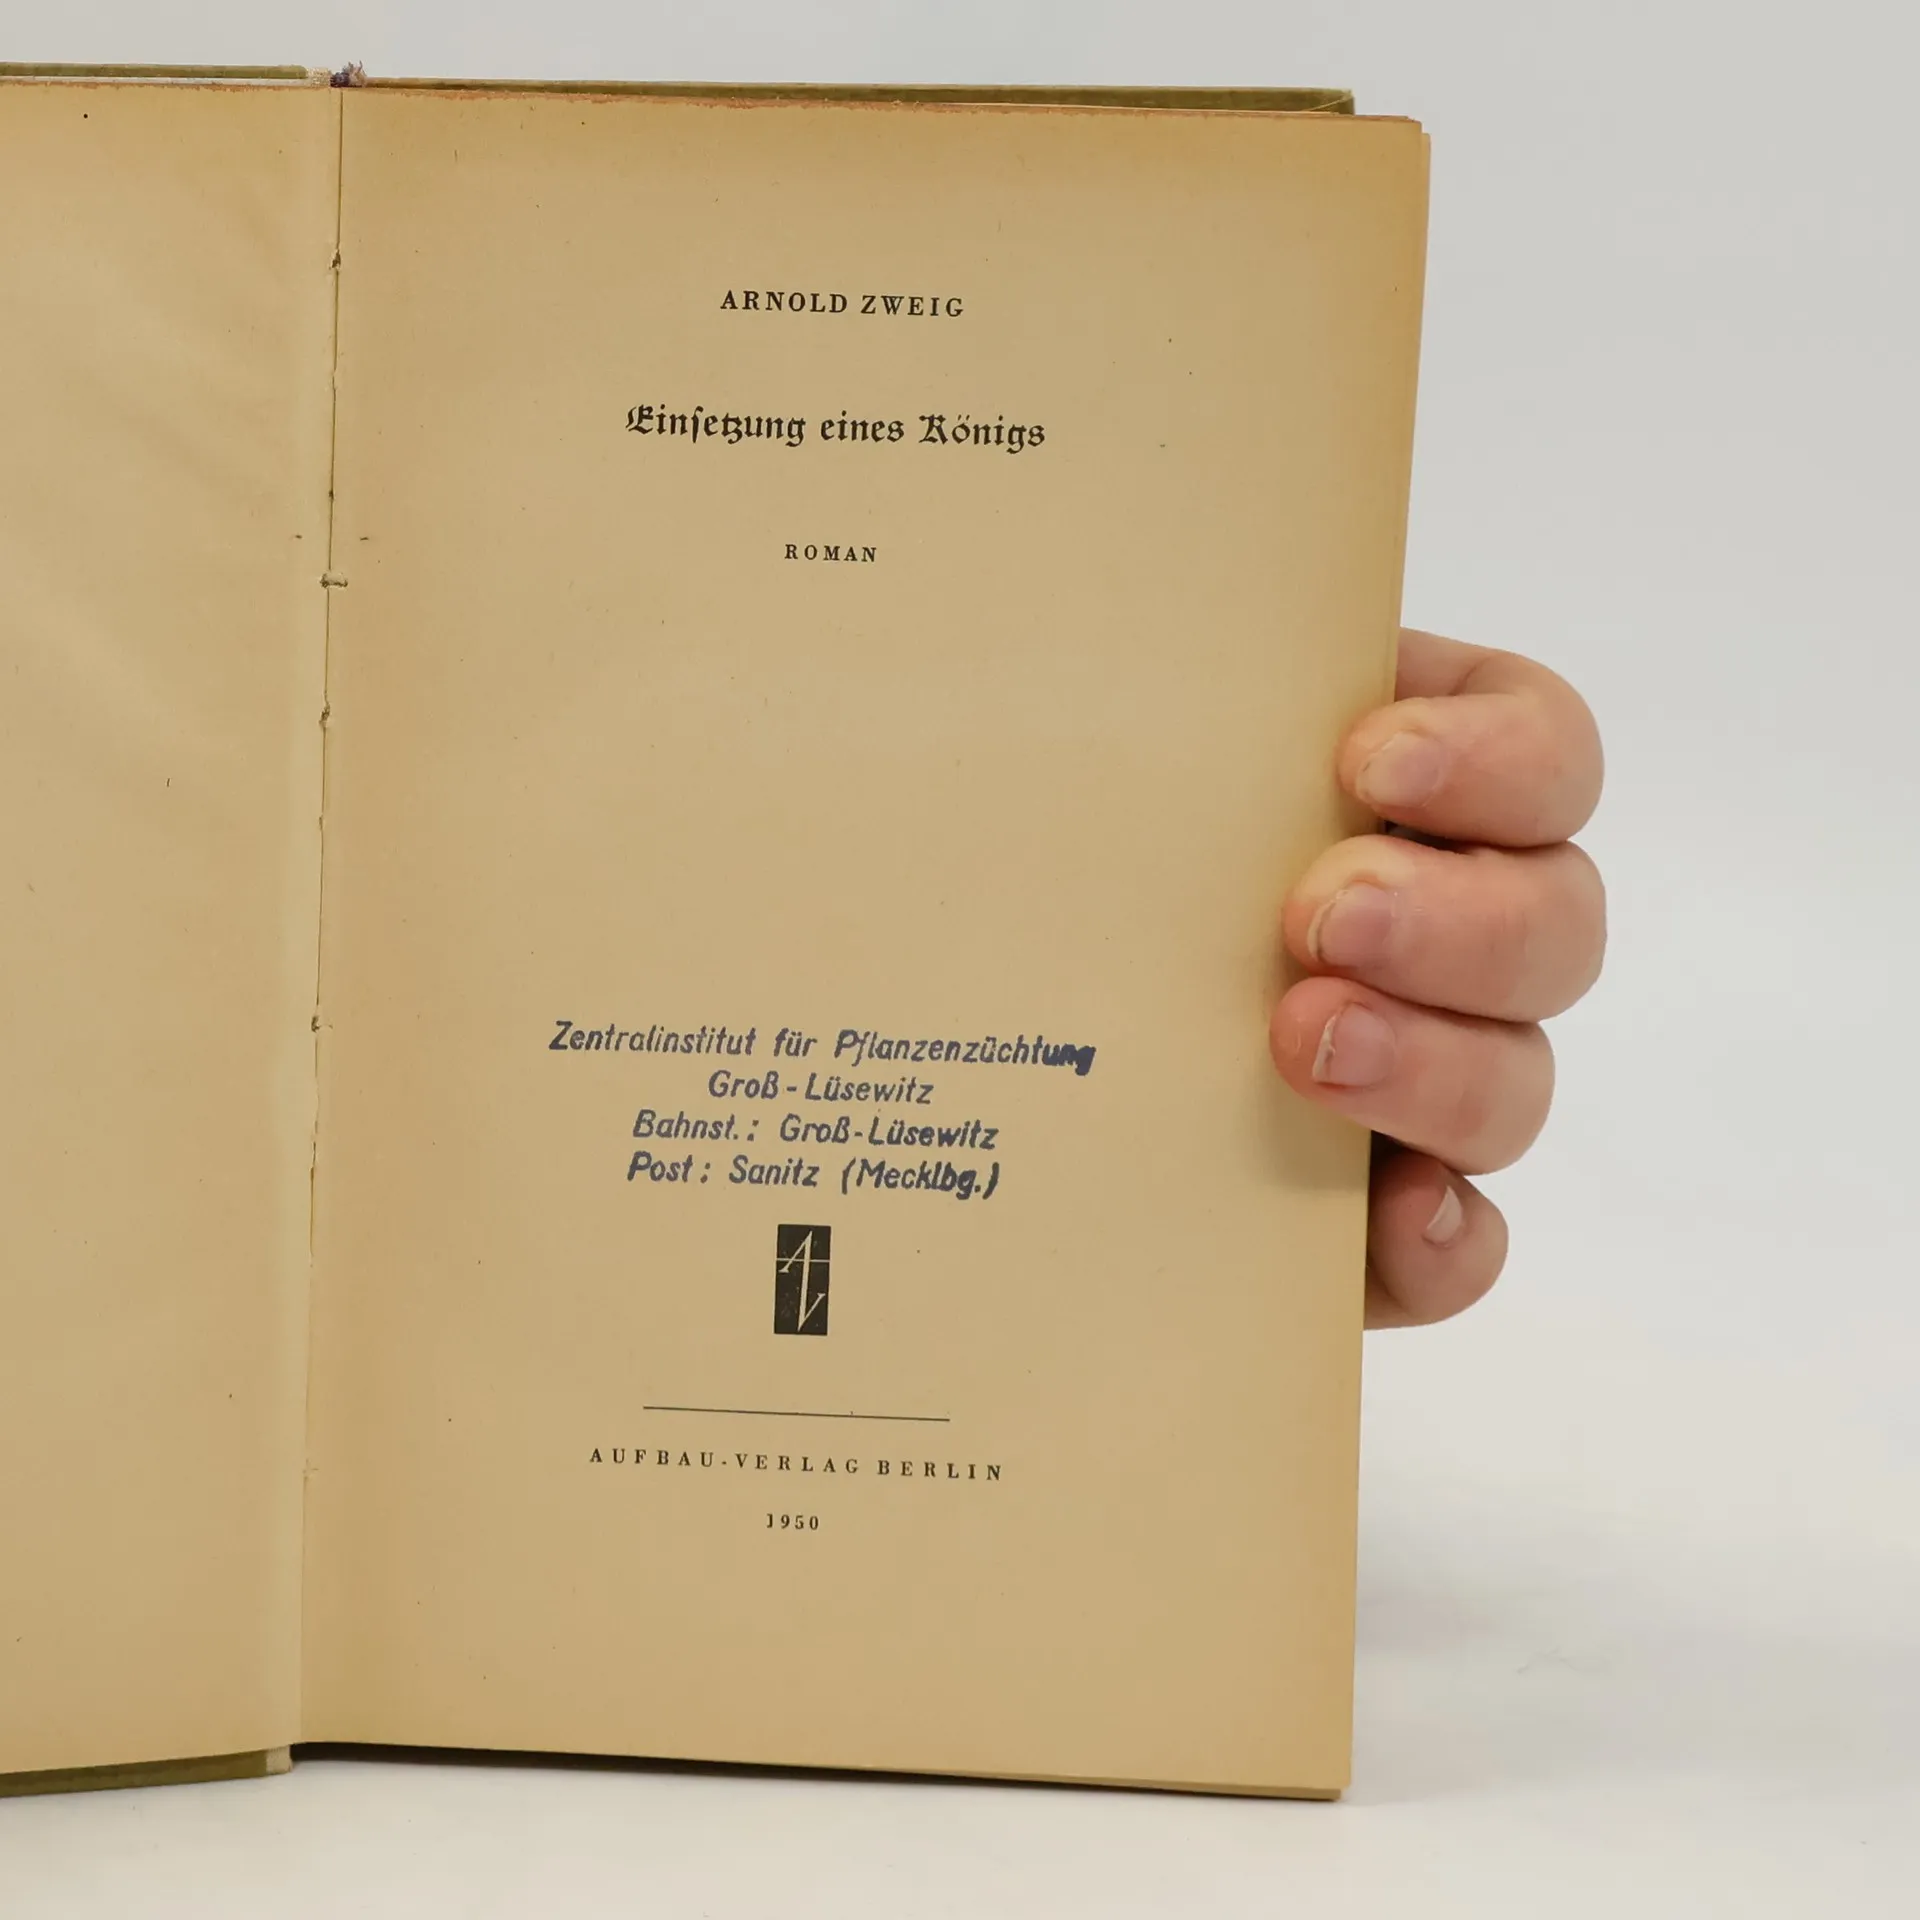 ARNOLD ZWEIG
Einſetzung eines Königs
ROMAN
Zentralinstitut für Pflanzenzüchtung
Groß-Lüsewitz
Bahnst.: Groß-Lüsewitz
Post: Sanitz (Mecklbg.)
AV
AUFBAU-VERLAG BERLIN
1950